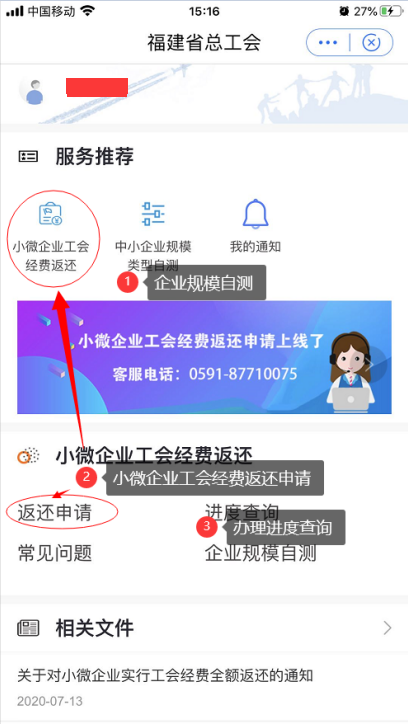 中国移动
15:16
27%
福建省总工会
服务推荐
小微企业工会
经费返还
中小企业规模
类型自测
我的通知
1 企业规模自测
小微企业工会经费返还申请上线了
客服电话：0591-87710075
小微企业工会经费返还
2 小微企业工会经费返还申请
返还申请
进度查询
3 办理进度查询
常见问题
企业规模自测
相关文件
关于对小微企业实行工会经费全额返还的通知
2020-07-13